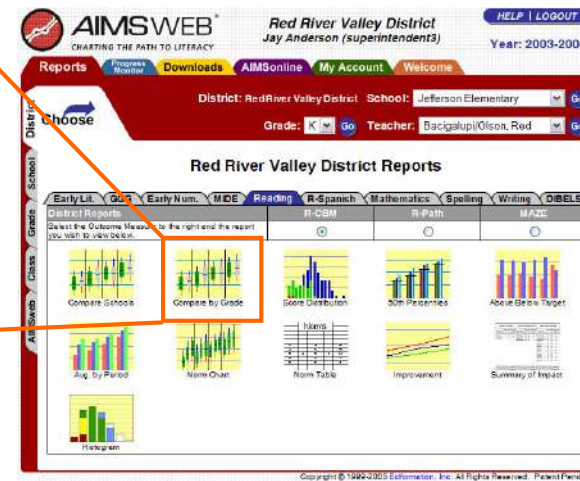 AIMSWEB®
CHARTING THE PATH TO LITERACY
Red River Valley District
Jay Anderson (superintendent3)
HELP | LOGOUT
Year: 2003-200
Reports Progress Monitor Downloads AIMSonline My Account Welcome
Choose
District: Red River Valley District School: Jefferson Elementary Go
Grade: K Go Teacher: Bacigalupi/Olson, Red Go
District
School
Grade
Class
AIMSweb
Red River Valley District Reports
Early Lit. Early Num. MIDE Reading R-Spanish Mathematics Spelling Writing DIBELS
District Reports R-CBM R-Path MAZE
Select the Outcome Measure to the right and the report
you wish to view below.
Compare Schools Compare by Grade Score Distribution 50th Percentiles Above Below Target
Norms
Avg. by Period Norm Chart Norm Table Improvement Summary of Impact
Histogram
Copyright © 1999-2005 Edformation, Inc. All Rights Reserved. Patent Pend